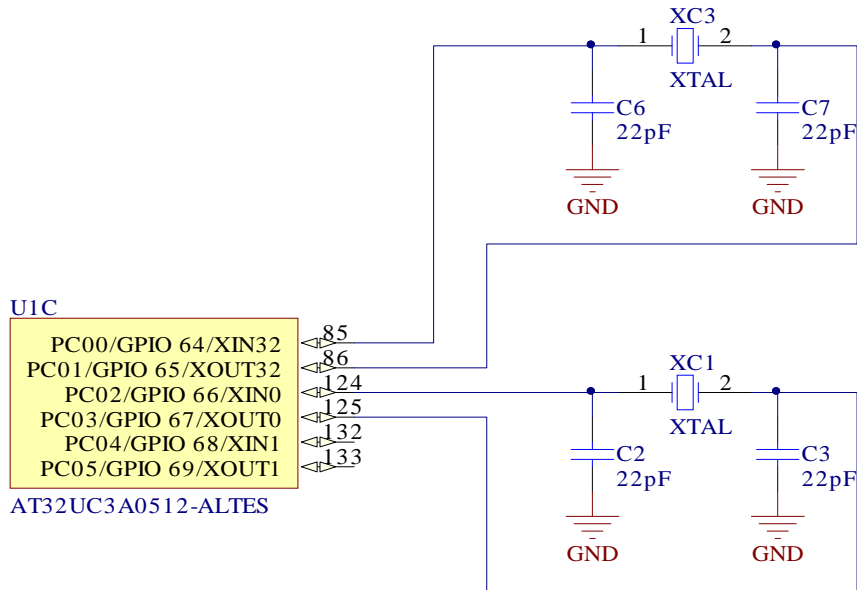 XC3
1 2
XTAL
C6
22pF
C7
22pF
GND
GND
U1C
PC00/GPIO 64/XIN32 85
PC01/GPIO 65/XOUT32 86
PC02/GPIO 66/XIN0 124
PC03/GPIO 67/XOUT0 125
PC04/GPIO 68/XIN1 132
PC05/GPIO 69/XOUT1 133
AT32UC3A0512-ALTES
XC1
1 2
XTAL
C2
22pF
C3
22pF
GND
GND